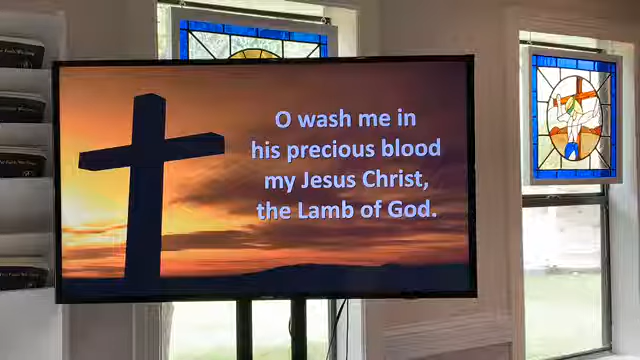 O wash me in
his precious blood
my Jesus Christ,
the Lamb of God.